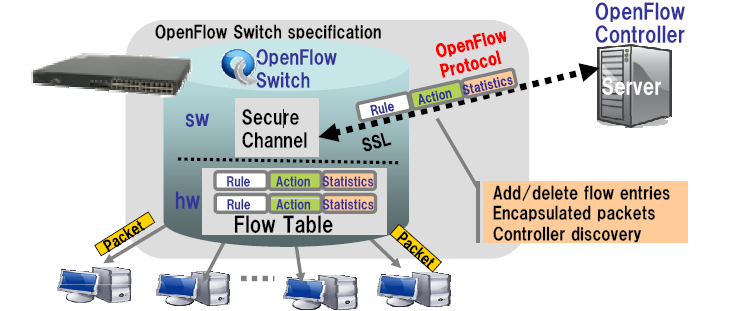 OpenFlow Switch specification
OpenFlow
Controller
OpenFlow
Switch
OpenFlow
Protocol
Server
Rule
Action
Statistics
sw
Secure
Channel
SSL
hw
Rule Action Statistics
Rule Action Statistics
Flow Table
Add/delete flow entries
Encapsulated packets
Controller discovery
Packet
Packet